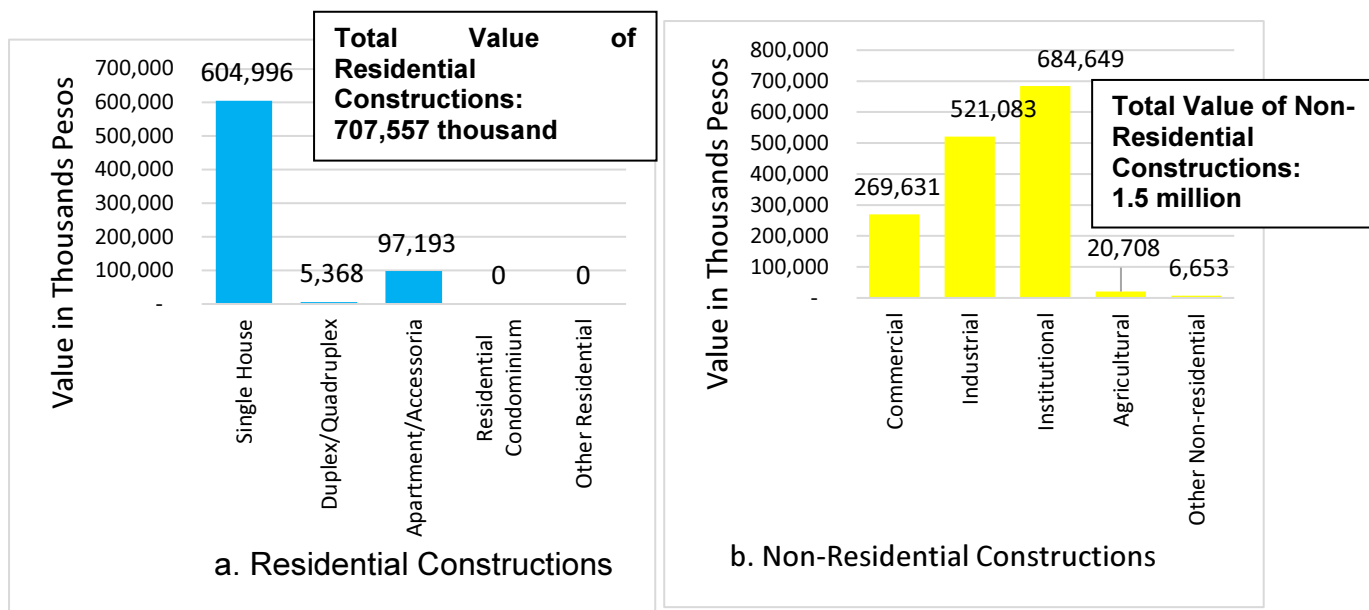 Total Value of
Residential
Constructions:
707,557 thousand
Value in Thousands Pesos
700,000
600,000
500,000
400,000
300,000
200,000
100,000
-
604,996
5,368
97,193
0
0
Single House
Duplex/Quadruplex
Apartment/Accessoria
Residential
Condominium
Other Residential
a. Residential Constructions
Total Value of Non-
Residential
Constructions:
1.5 million
Value in Thousands Pesos
800,000
700,000
600,000
500,000
400,000
300,000
200,000
100,000
-
269,631
521,083
684,649
20,708
6,653
Commercial
Industrial
Institutional
Agricultural
Other Non-residential
b. Non-Residential Constructions